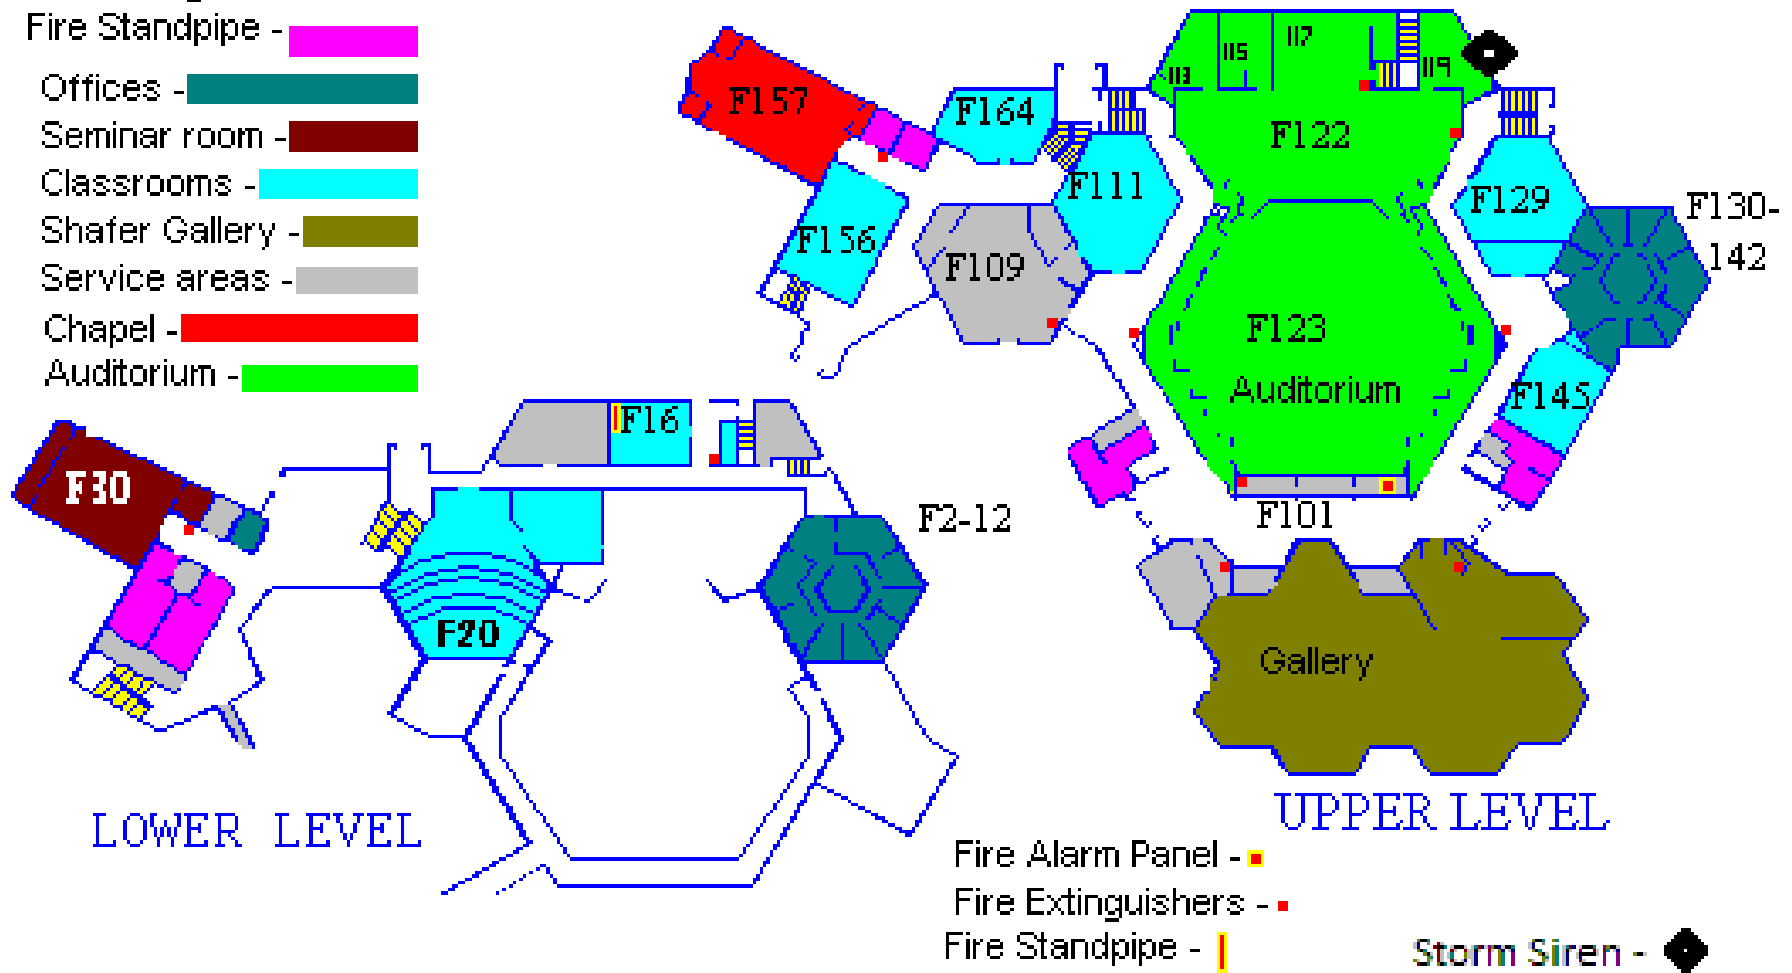 Fire Standpipe -
Offices -
Seminar room -
Classrooms -
Shafer Gallery -
Service areas -
Chapel -
Auditorium -
F157
F164
F156
F111
F109
113
115
117
119
F122
F123
Auditorium
F129
F130-
142
F145
F101
Gallery
UPPER LEVEL
F30
F16
F20
F2-12
LOWER LEVEL
Fire Alarm Panel -
Fire Extinguishers -
Fire Standpipe -
Storm Siren -